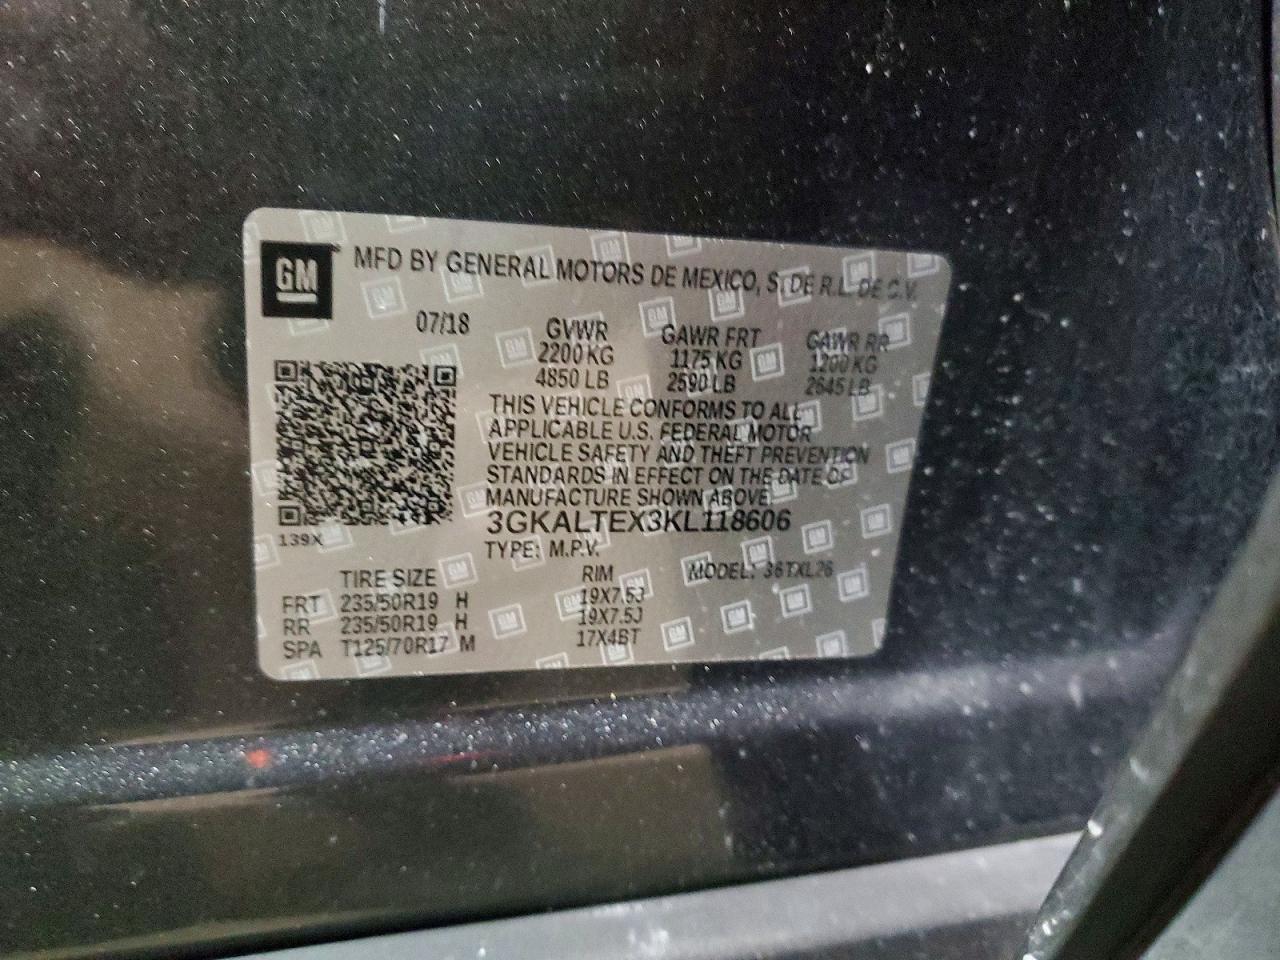 GM
MFD BY GENERAL MOTORS DE MEXICO, S. DE R.L. DE C.V.
07/18
GVWR GAWR FRT GAWR RR
2200 KG 1175 KG 1200 KG
4850 LB 2590 LB 2645 LB
THIS VEHICLE CONFORMS TO ALL
APPLICABLE U.S. FEDERAL MOTOR
VEHICLE SAFETY AND THEFT PREVENTION
STANDARDS IN EFFECT ON THE DATE OF
MANUFACTURE SHOWN ABOVE
3GKALTEX3KL118606
139X
TYPE: M.P.V.
MODEL: 36TXL26
TIRE SIZE RIM
FRT 235/50R19 H 19X7.5J
RR 235/50R19 H 19X7.5J
SPA T125/70R17 M 17X4BT